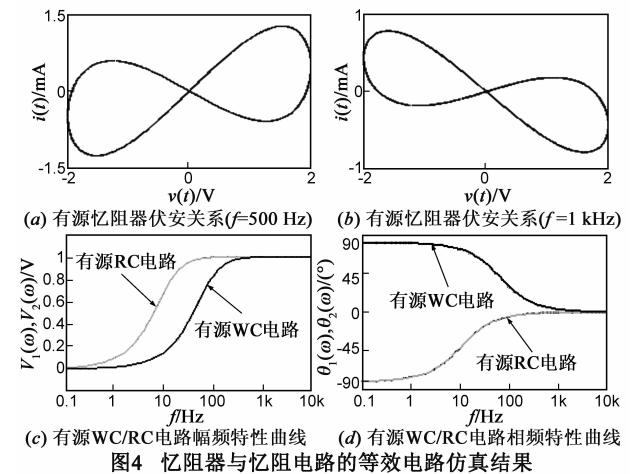 i(t)/mA
1.5
0
-1.5
-2
0
2
v(t)/V
(a) 有源忆阻器伏安关系(f=500 Hz)
i(t)/mA
1
0
-1
-2
0
2
v(t)/V
(b) 有源忆阻器伏安关系(f=1 kHz)
V₁(ω),V₂(ω)/V
1
0.8
0.6
0.4
0.2
0
有源RC电路
有源WC电路
0.1
1
10
100
1k
10k
f/Hz
(c) 有源WC/RC电路幅频特性曲线
θ₁(ω),θ₂(ω)/(°)
90
45
0
-45
-90
有源WC电路
有源RC电路
0.1
1
10
100
1k
10k
f/Hz
(d) 有源WC/RC电路相频特性曲线
图4 忆阻器与忆阻电路的等效电路仿真结果